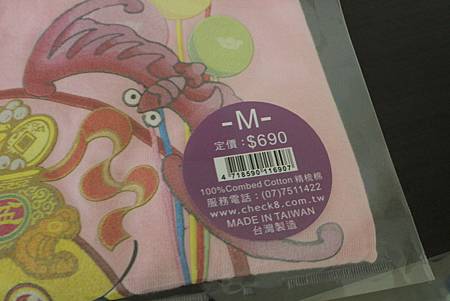 -M-
定價：$690
4 718590 116907
100%Combed Cotton 精梳棉
服務電話：(07)7511422
www.check8.com.tw
MADE IN TAIWAN
台灣製造